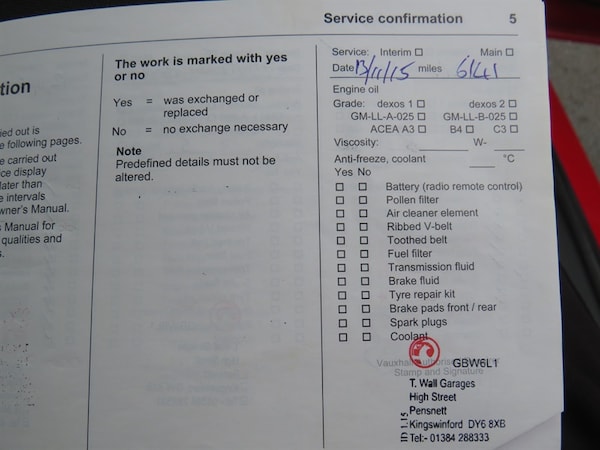 Service confirmation 5
tion
ied out is
e following pages.
e carried out
ice display
later than
e intervals
wner's Manual.
s Manual for
qualities and
s.
The work is marked with yes
or no
Yes = was exchanged or
replaced
No = no exchange necessary
Note
Predefined details must not be
altered.
Service: Interim ☐ Main ☐
Date 13/11/15 miles 6141
Engine oil
Grade: dexos 1 ☐ dexos 2 ☐
GM-LL-A-025 ☐ GM-LL-B-025 ☐
ACEA A3 ☐ B4 ☐ C3 ☐
Viscosity: W-
Anti-freeze, coolant °C
Yes No
☐ ☐ Battery (radio remote control)
☐ ☐ Pollen filter
☐ ☐ Air cleaner element
☐ ☐ Ribbed V-belt
☐ ☐ Toothed belt
☐ ☐ Fuel filter
☐ ☐ Transmission fluid
☐ ☐ Brake fluid
☐ ☐ Tyre repair kit
☐ ☐ Brake pads front / rear
☐ ☐ Spark plugs
☐ ☐ Coolant
Vauxhall
GBW6L1
Stamp and Signature
T. Wall Garages
High Street
Pensnett
Kingswinford DY6 8XB
Tel:- 01384 288333
ID 1.15